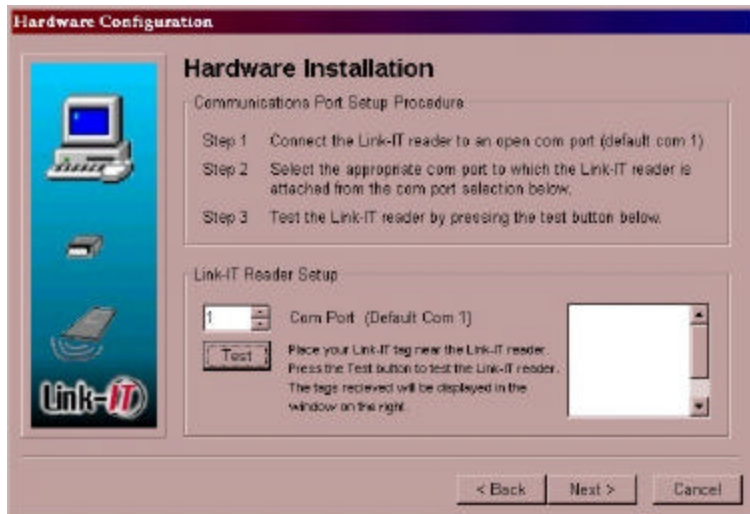 Hardware Configuration
Hardware Installation
Communications Port Setup Procedure
Step 1 Connect the Link-IT reader to an open com port (default com 1)
Step 2 Select the appropriate com port to which the Link-IT reader is
attached from the com port selection below.
Step 3 Test the Link-IT reader by pressing the test button below.
Link-IT Reader Setup
1 Com Port (Default Com 1)
Test
Place your Link-IT tag near the Link-IT reader.
Press the Test button to test the Link-IT reader.
The tags recieved will be displayed in the
window on the right.
Link-IT
< Back Next > Cancel